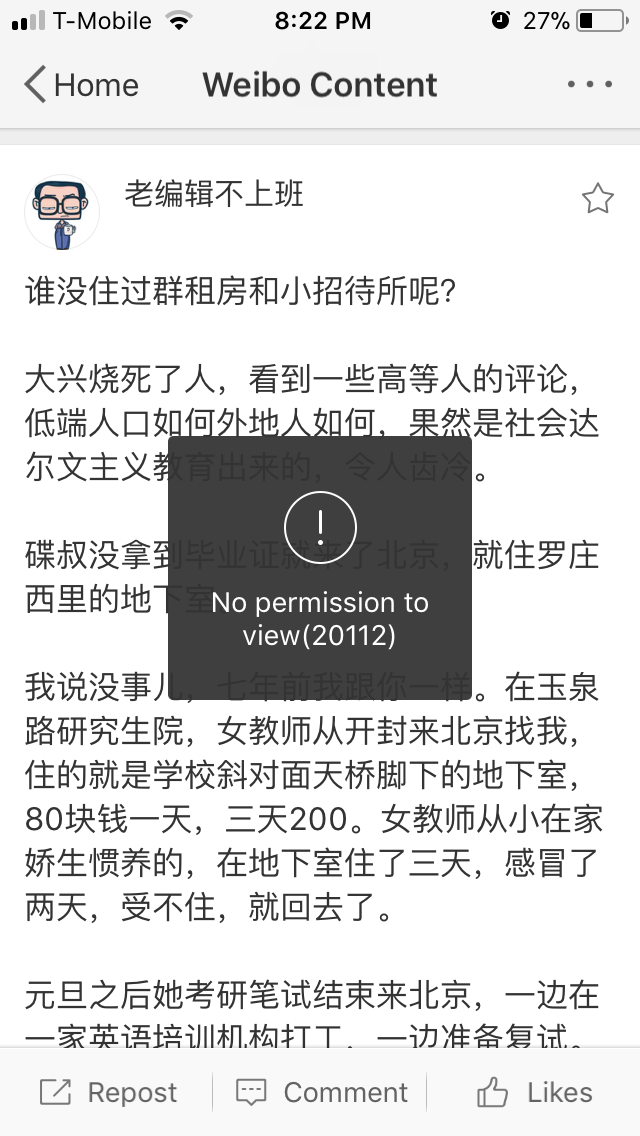 T-Mobile 8:22 PM 27%
Home Weibo Content
老编辑不上班
谁没住过群租房和小招待所呢?
大兴烧死了人，看到一些高等人的评论，
低端人口如何外地人如何，果然是社会达
尔文主义教育出来的，令人齿冷。
碟叔没拿到毕业证就来了北京，就住罗庄
西里的地下室
No permission to
view(20112)
我说没事儿，七年前我跟你一样。在玉泉
路研究生院，女教师从开封来北京找我，
住的就是学校斜对面天桥脚下的地下室，
80块钱一天，三天200。女教师从小在家
娇生惯养的，在地下室住了三天，感冒了
两天，受不住，就回去了。
元旦之后她考研笔试结束来北京，一边在
一家英语培训机构打工，一边准备复试。
Repost Comment Likes